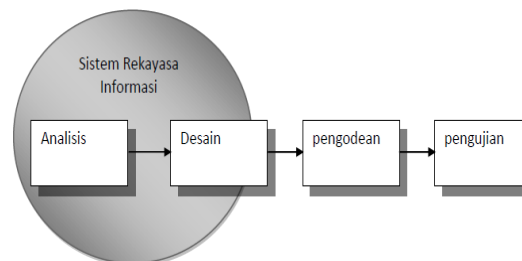 Sistem Rekayasa
Informasi
Analisis
Desain
pengodean
pengujian